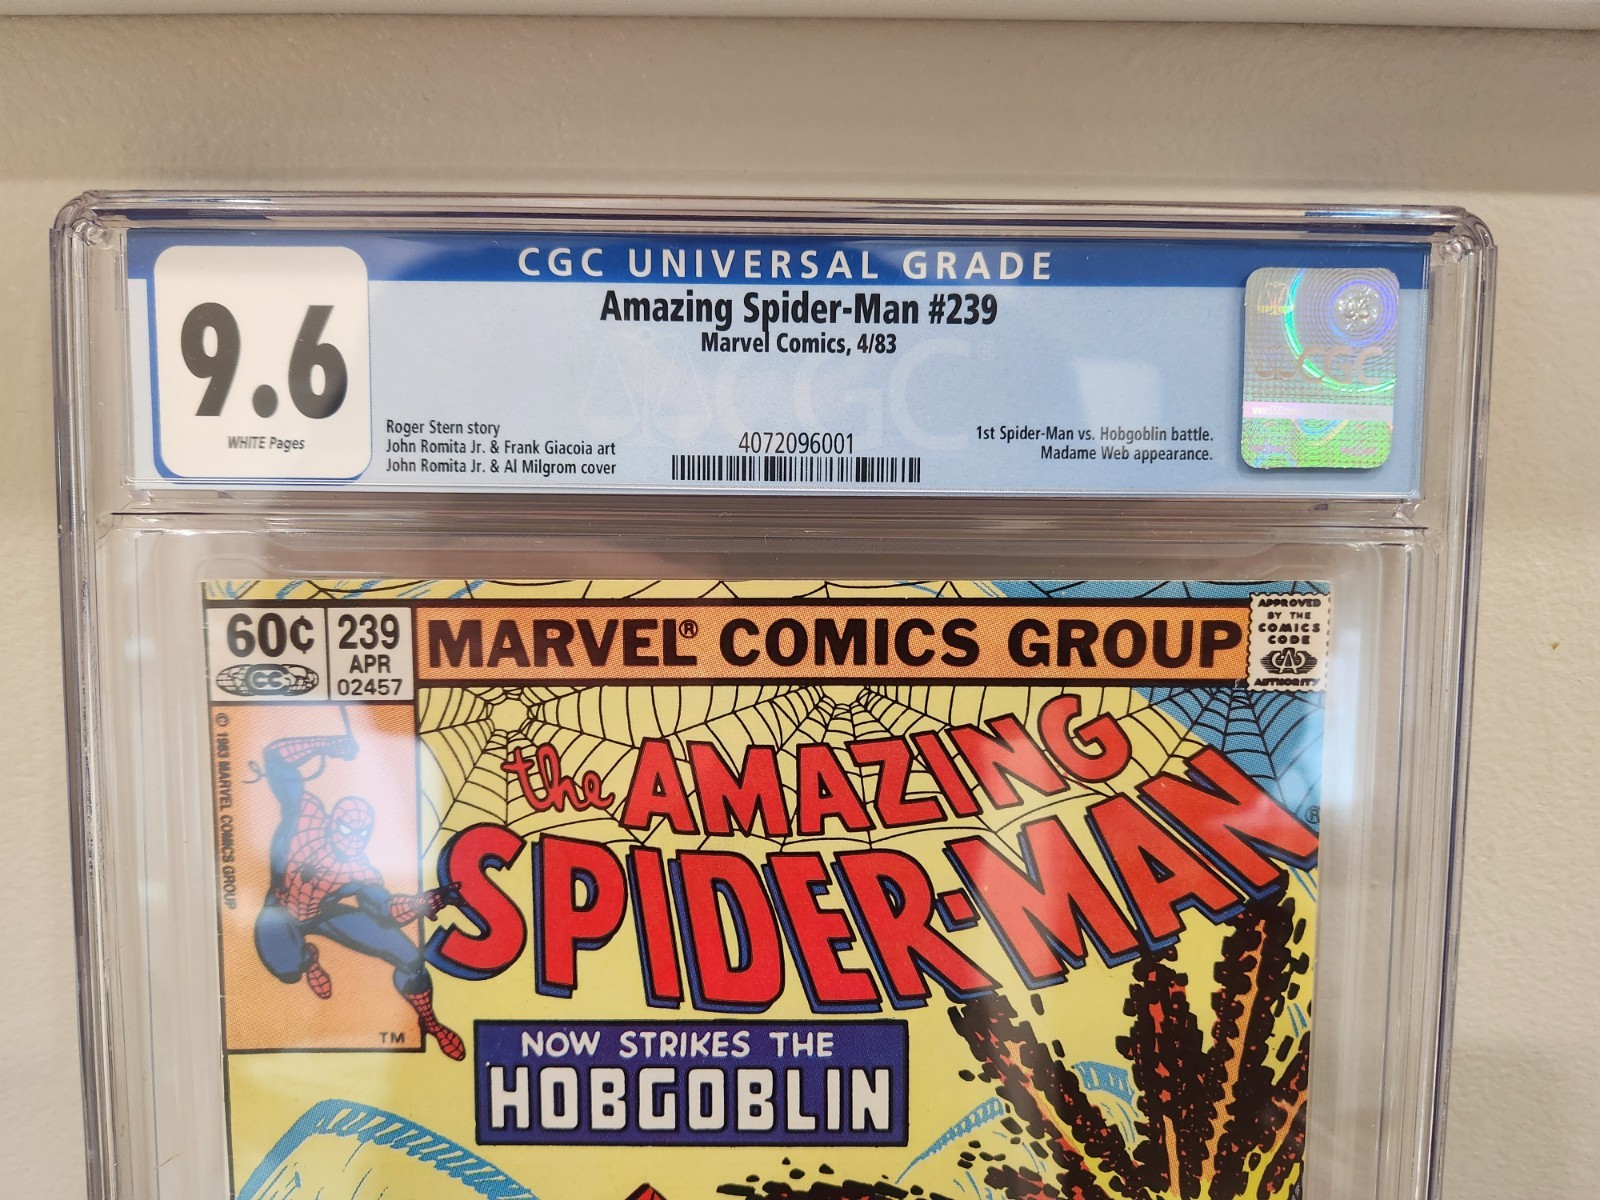 CGC UNIVERSAL GRADE
9.6
WHITE Pages
Amazing Spider-Man #239
Marvel Comics, 4/83
Roger Stern story
John Romita Jr. & Frank Giacoia art
John Romita Jr. & Al Milgrom cover
4072096001
1st Spider-Man vs. Hobgoblin battle.
Madame Web appearance.
CGC
60¢
CC
239
APR
02457
MARVEL® COMICS GROUP
APPROVED
BY THE
COMICS
CODE
AUTHORITY
© 1983 MARVEL COMICS GROUP
the AMAZING
SPIDER-MAN®
TM
NOW STRIKES THE
HOBGOBLIN